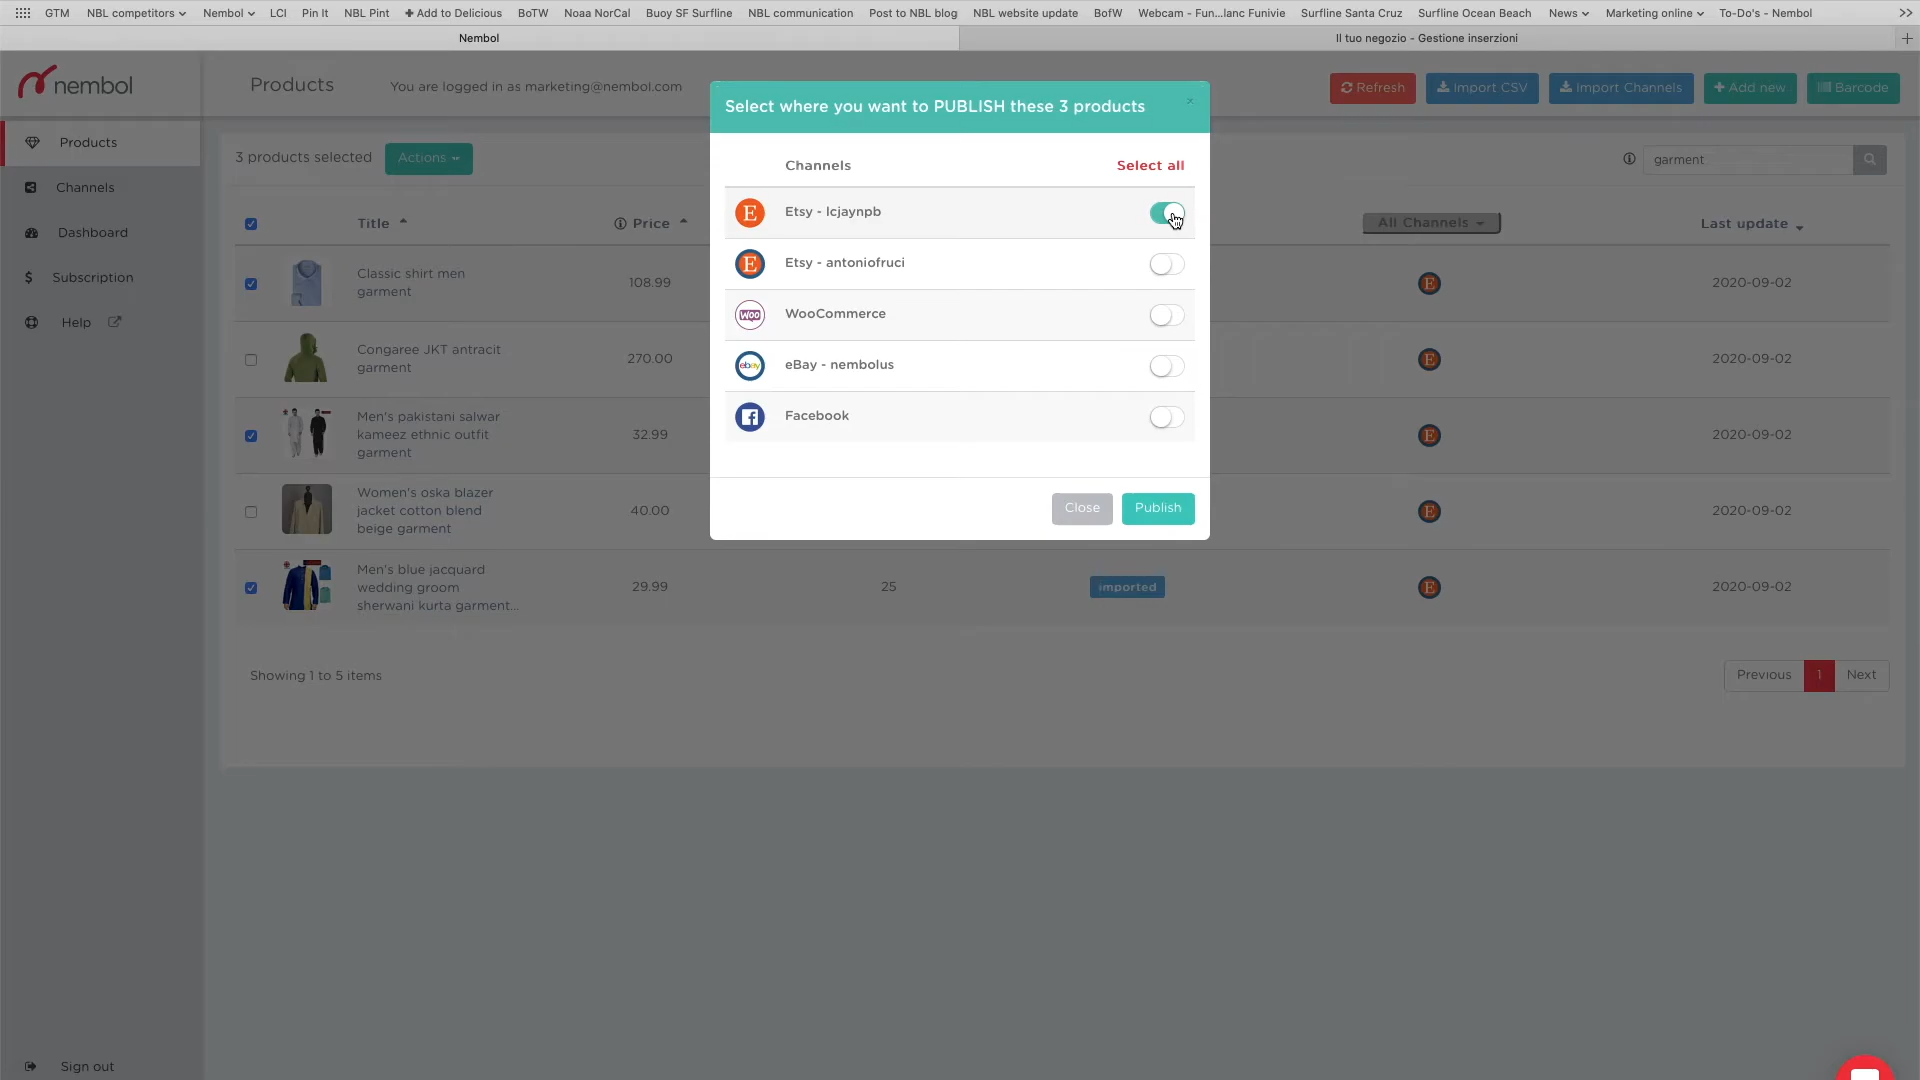 GTM NBL competitors Nembol LCI Pin It NBL Pint + Add to Delicious BoTW Noaa NorCal Buoy SF Surfline NBL communication Post to NBL blog NBL website update BofW Webcam - Fun...lanc Funivie Surfline Santa Cruz Surfline Ocean Beach News Marketing online To-Do's - Nembol >>
Nembol
Il tuo negozio - Gestione inserzioni
nembol
Products
You are logged in as marketing@nembol.com
Refresh
Import CSV
Import Channels
+ Add new
Barcode
Products
Channels
Dashboard
Subscription
Help
Sign out
3 products selected
Actions
garment
Title
Price
All Channels
Last update
Classic shirt men
garment
108.99
2020-09-02
Congaree JKT antracit
garment
270.00
2020-09-02
Men's pakistani salwar
kameez ethnic outfit
garment
32.99
2020-09-02
Women's oska blazer
jacket cotton blend
beige garment
40.00
2020-09-02
Men's blue jacquard
wedding groom
sherwani kurta garment...
29.99
25
imported
2020-09-02
Showing 1 to 5 items
Previous
1
Next
Select where you want to PUBLISH these 3 products
×
Channels
Select all
Etsy - lcjaynpb
Etsy - antoniofruci
WooCommerce
eBay - nembolus
Facebook
Close
Publish